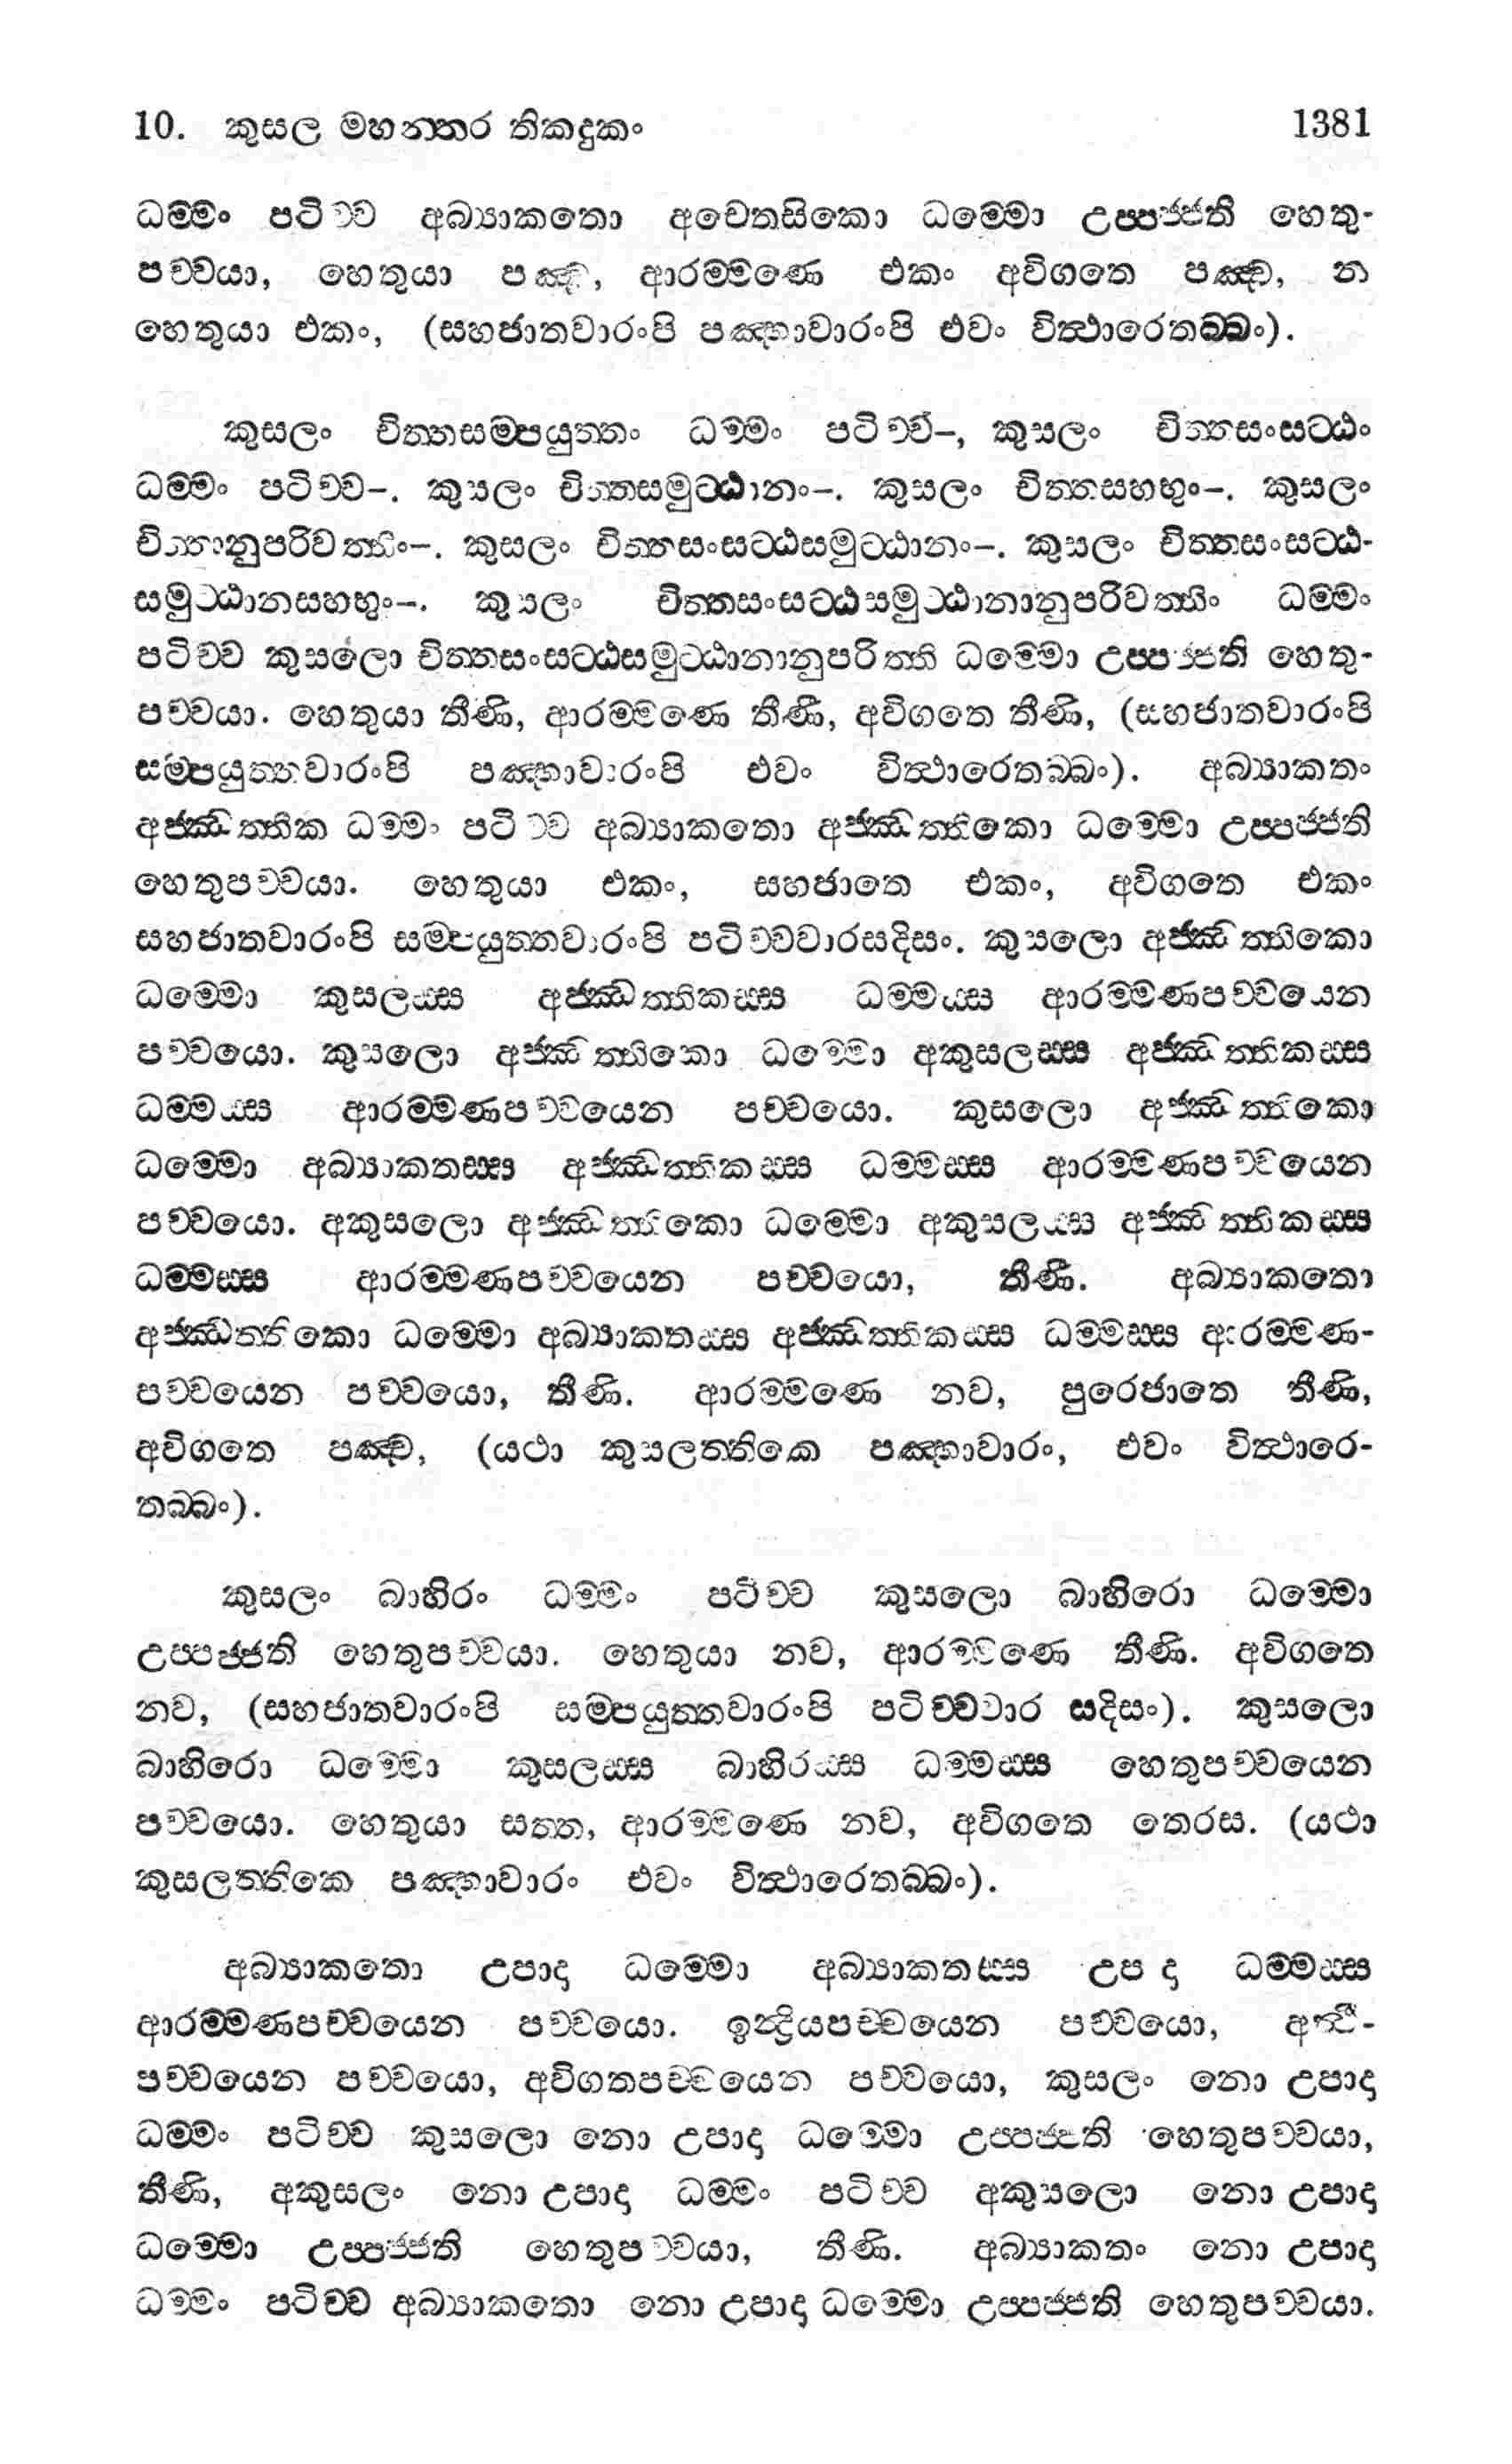 10. කුසල මහන්තර තිකදුකං 1381
ධම්මං පටිච්ච අබ්‍යාකතො අචෙතසිකො ධම්මො උප්පජ්ජති හෙතු-
පච්චයා, හෙතුයා පඤ්ච, ආරම්මණෙ එකං අවිගතෙ පඤ්ච, න
හෙතුයා එකං, (සහජාතවාරංපි පඤ්හාවාරංපි එවං විත්‍ථාරෙතබ්බං).
කුසලං චිත්තසම්පයුත්තං ධම්මං පටිච්ච–, කුසලං චිත්තසංසට්ඨං
ධම්මං පටිච්ච–. කුසලං චිත්තසමුට්ඨානං–. කුසලං චිත්තසහභුං–. කුසලං
චිත්තානුපරිවත්තිං–. කුසලං චිත්තසංසට්ඨසමුට්ඨානං–. කුසලං චිත්තසංසට්ඨ-
සමුට්ඨානසහභුං–. කුසලං චිත්තසංසට්ඨසමුට්ඨානානුපරිවත්තිං ධම්මං
පටිච්ච කුසලො චිත්තසංසට්ඨසමුට්ඨානානුපරිත්ති ධම්මො උප්පජ්ජති හෙතු-
පච්චයා. හෙතුයා තීණි, ආරම්මණෙ තීණි, අවිගතෙ තීණි, (සහජාතවාරංපි
සම්පයුත්තවාරංපි පඤ්හාවාරංපි එවං විත්‍ථාරෙතබ්බං). අබ්‍යාකතං
අජ්ඣත්තික ධම්මං පටිච්ච අබ්‍යාකතො අජ්ඣත්තිකො ධම්මො උප්පජ්ජති
හෙතුපච්චයා. හෙතුයා එකං, සහජාතෙ එකං, අවිගතෙ එකං
සහජාතවාරංපි සම්පයුත්තවාරංපි පටිච්චවාරසදිසං. කුසලො අජ්ඣත්තිකො
ධම්මො කුසලස්ස අජ්ඣත්තිකස්ස ධම්මස්ස ආරම්මණපච්චයෙන
පච්චයො. කුසලො අජ්ඣත්තිකො ධම්මො අකුසලස්ස අජ්ඣත්තිකස්ස
ධම්මස්ස ආරම්මණපච්චයෙන පච්චයො. කුසලො අජ්ඣත්තිකො
ධම්මො අබ්‍යාකතස්ස අජ්ඣත්තිකස්ස ධම්මස්ස ආරම්මණපච්චයෙන
පච්චයො. අකුසලො අජ්ඣත්තිකො ධම්මො අකුසලස්ස අජ්ඣත්තිකස්ස
ධම්මස්ස ආරම්මණපච්චයෙන පච්චයො, තීණි. අබ්‍යාකතො
අජ්ඣත්තිකො ධම්මො අබ්‍යාකතස්ස අජ්ඣත්තිකස්ස ධම්මස්ස ආරම්මණ-
පච්චයෙන පච්චයො, තීණි. ආරම්මණෙ නව, පුරෙජාතෙ තීණි,
අවිගතෙ පඤ්ච, (යථා කුසලත්තිකෙ පඤ්හාවාරං, එවං විත්‍ථාරෙ-
තබ්බං).
කුසලං බාහිරං ධම්මං පටිච්ච කුසලො බාහිරො ධම්මො
උප්පජ්ජති හෙතුපච්චයා. හෙතුයා නව, ආරම්මණෙ තීණි. අවිගතෙ
නව, (සහජාතවාරංපි සම්පයුත්තවාරංපි පටිච්චවාර සදිසං). කුසලො
බාහිරො ධම්මො කුසලස්ස බාහිරස්ස ධම්මස්ස හෙතුපච්චයෙන
පච්චයො. හෙතුයා සත්ත, ආරම්මණෙ නව, අවිගතෙ තෙරස. (යථා
කුසලත්තිකෙ පඤ්හාවාරං එවං විත්‍ථාරෙතබ්බං).
අබ්‍යාකතො උපාදා ධම්මො අබ්‍යාකතස්ස උප දා ධම්මස්ස
ආරම්මණපච්චයෙන පච්චයො. ඉන්‍ද්‍රියපච්චයෙන පච්චයො, අත්‍ථි-
පච්චයෙන පච්චයො, අවිගතපච්චයෙන පච්චයො, කුසලං නො උපාදා
ධම්මං පටිච්ච කුසලො නො උපාදා ධම්මො උප්පජ්ජති හෙතුපච්චයා,
තීණි, අකුසලං නො උපාදා ධම්මං පටිච්ච අකුසලො නො උපාදා
ධම්මො උප්පජ්ජති හෙතුපච්චයා, තීණි. අබ්‍යාකතං නො උපාදා
ධම්මං පටිච්ච අබ්‍යාකතො නො උපාදා ධම්මො උප්පජ්ජති හෙතුපච්චයා.